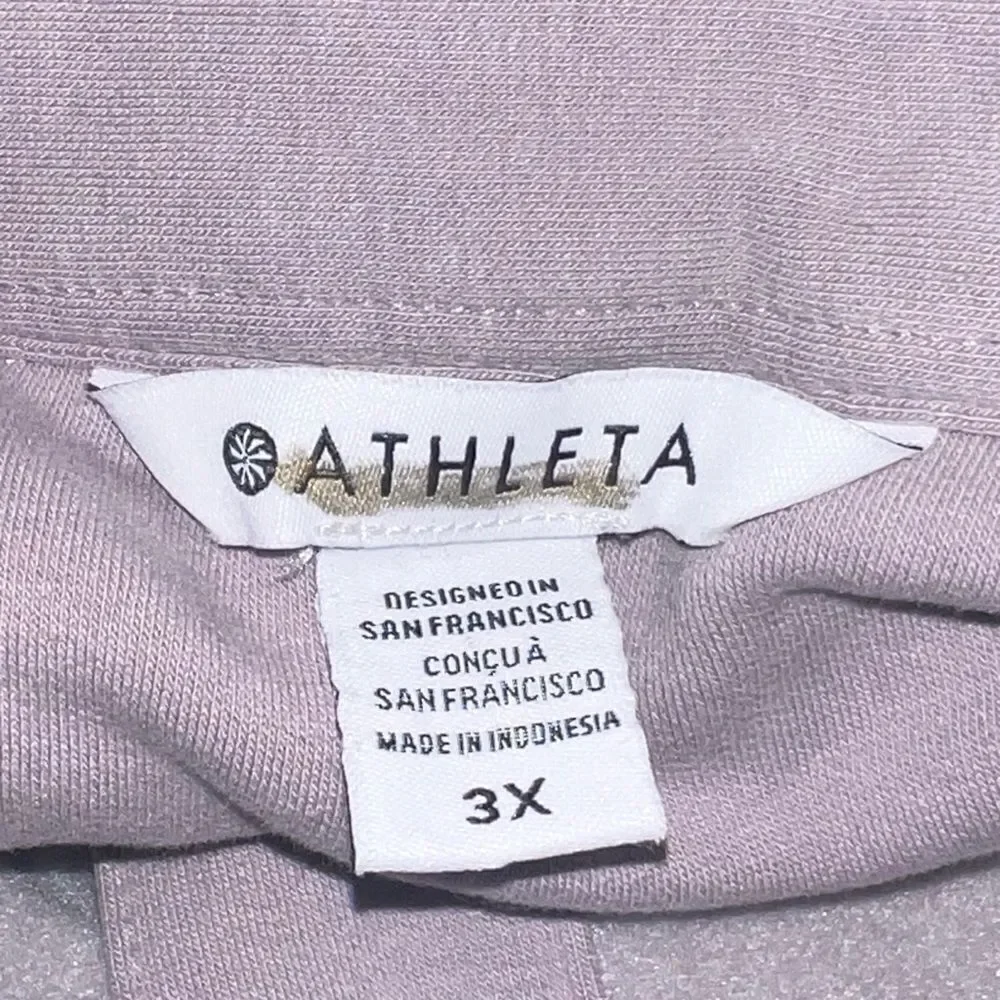 ATHLETA
DESIGNED IN
SAN FRANCISCO
CONÇU À
SAN FRANCISCO
MADE IN INDONESIA
3X